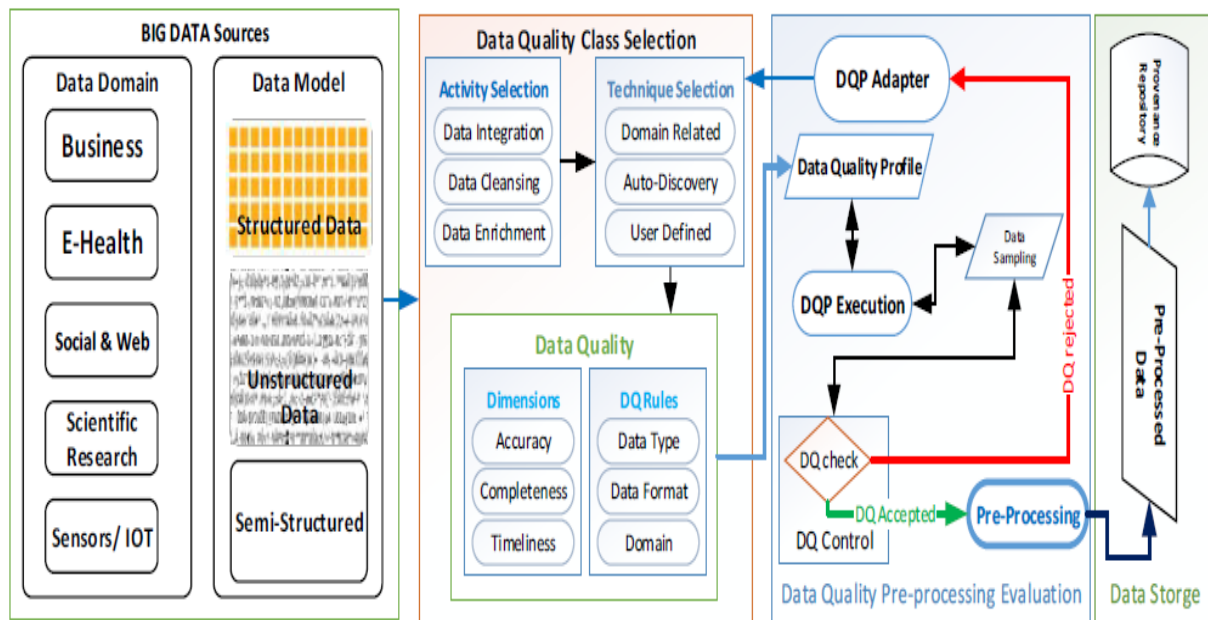 BIG DATA Sources
Data Domain
Business
E-Health
Social & Web
Scientific
Research
Sensors/ IOT
Data Model
Structured Data
Unstructured
Data
Semi-Structured
Data Quality Class Selection
Activity Selection
Data Integration
Data Cleansing
Data Enrichment
Technique Selection
Domain Related
Auto-Discovery
User Defined
Data Quality
Dimensions
Accuracy
Completeness
Timeliness
DQ Rules
Data Type
Data Format
Domain
DQP Adapter
Data Quality Profile
Data
Sampling
DQP Execution
DQ rejected
DQ check
DQ Accepted
DQ Control
Pre-Processing
Data Quality Pre-processing Evaluation
Provenance
Repository
Pre-Processed
Data
Data Storge